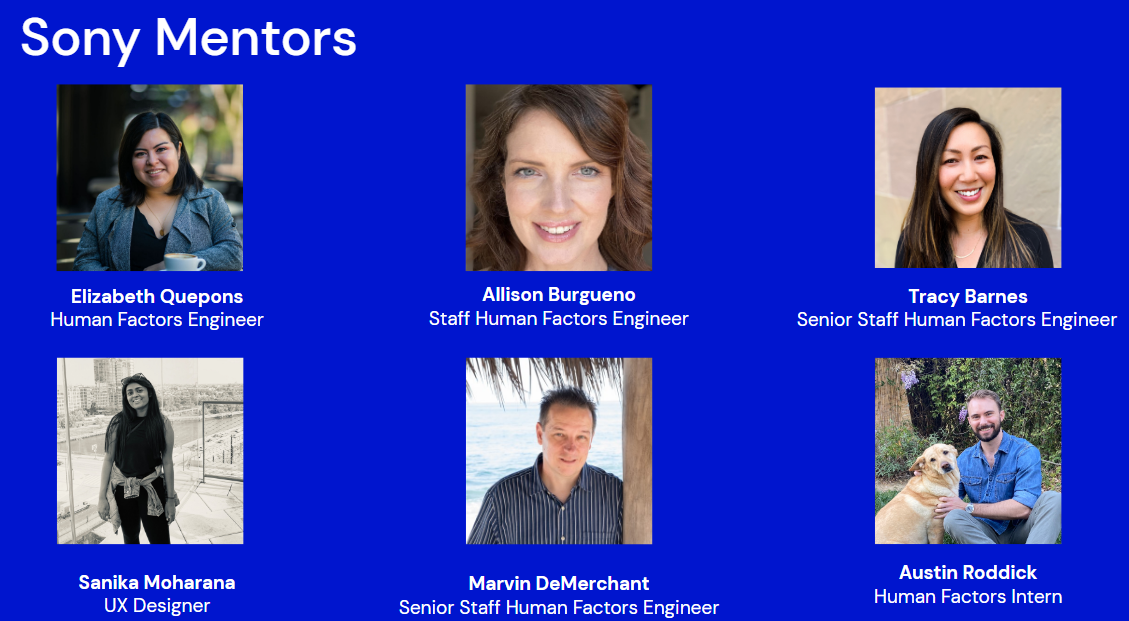 Sony Mentors
Elizabeth Quepons
Human Factors Engineer
Allison Burgueno
Staff Human Factors Engineer
Tracy Barnes
Senior Staff Human Factors Engineer
Sanika Moharana
UX Designer
Marvin DeMerchant
Senior Staff Human Factors Engineer
Austin Roddick
Human Factors Intern